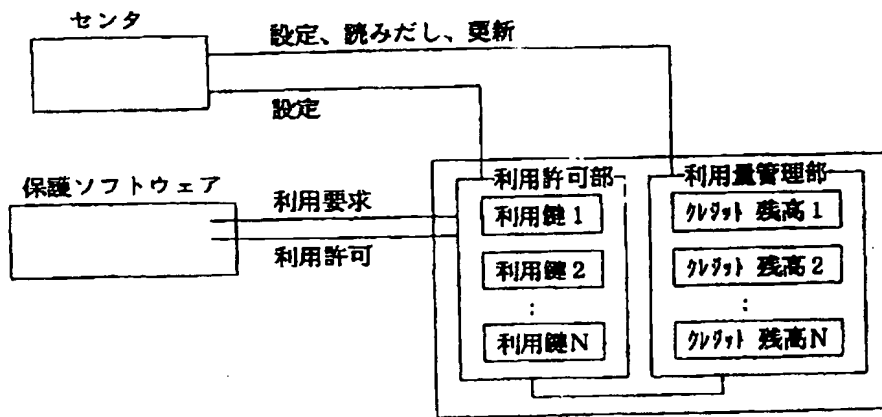 センタ
設定、読みだし、更新
設定
保護ソフトウェア
利用要求
利用許可
利用許可部
利用鍵1
利用鍵2
:
利用鍵N
利用量管理部
クレジット 残高1
クレジット 残高2
:
クレジット 残高N